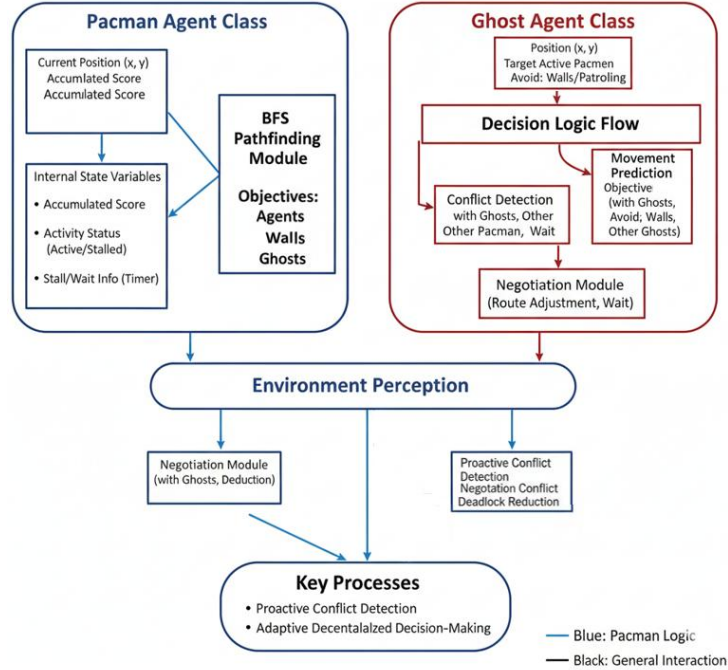 Pacman Agent Class
Current Position (x, y)
Accumlated Score
Accumulated Score
Internal State Variables
• Accumulated Score
• Activity Status
(Active/Stalled)
• Stall/Wait Info (Timer)
BFS
Pathfinding
Module
Objectives:
Agents
Walls
Ghosts
Ghost Agent Class
Position (x, y)
Target Active Pacmen
Avoid: Walls/Patroling
Decision Logic Flow
Conflict Detection
with Ghosts, Other
Other Pacman, Wait
Movement
Prediction
Objective
(with Ghosts,
Avoid; Walls,
Other Ghosts)
Negotiation Module
(Route Adjustment, Wait)
Environment Perception
Negotiation Module
(with Ghosts, Deduction)
Proactive Conflict
Detection
Negotation Conflict
Deadlock Reduction
Key Processes
• Proactive Conflict Detection
• Adaptive Decentalalzed Decision-Making
Blue: Pacman Logic
Black: General Interaction